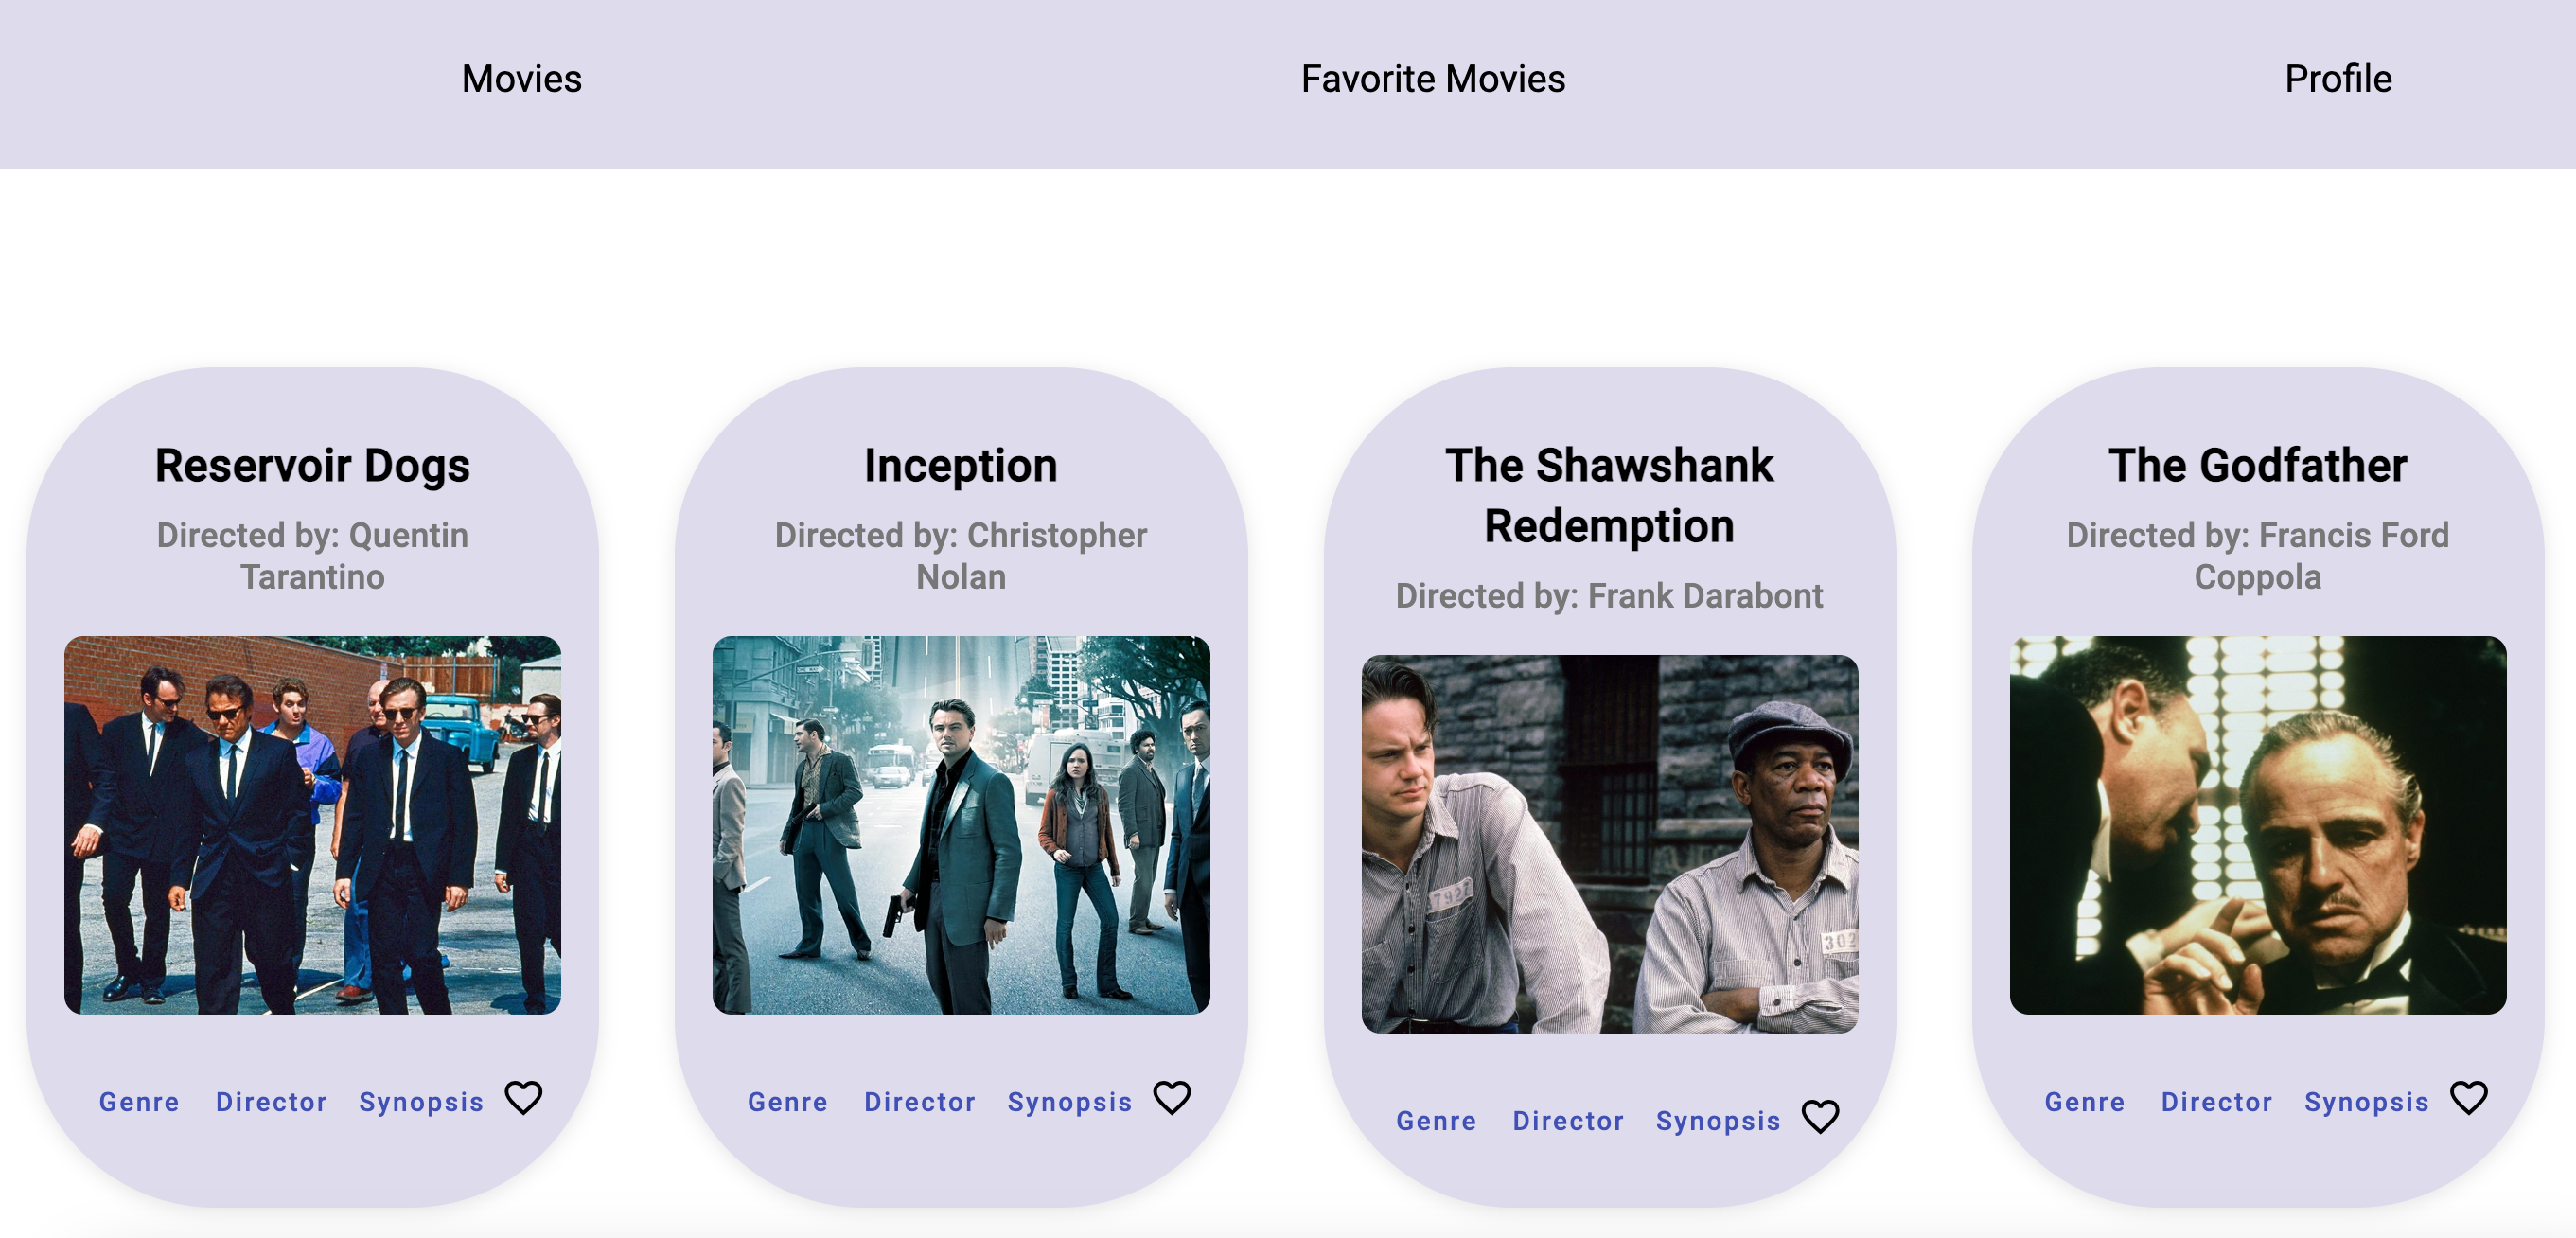 Movies
Favorite Movies
Profile
Reservoir Dogs
Directed by: Quentin
Tarantino
Genre Director Synopsis
Inception
Directed by: Christopher
Nolan
Genre Director Synopsis
The Shawshank
Redemption
Directed by: Frank Darabont
37927
302
Genre Director Synopsis
The Godfather
Directed by: Francis Ford
Coppola
Genre Director Synopsis